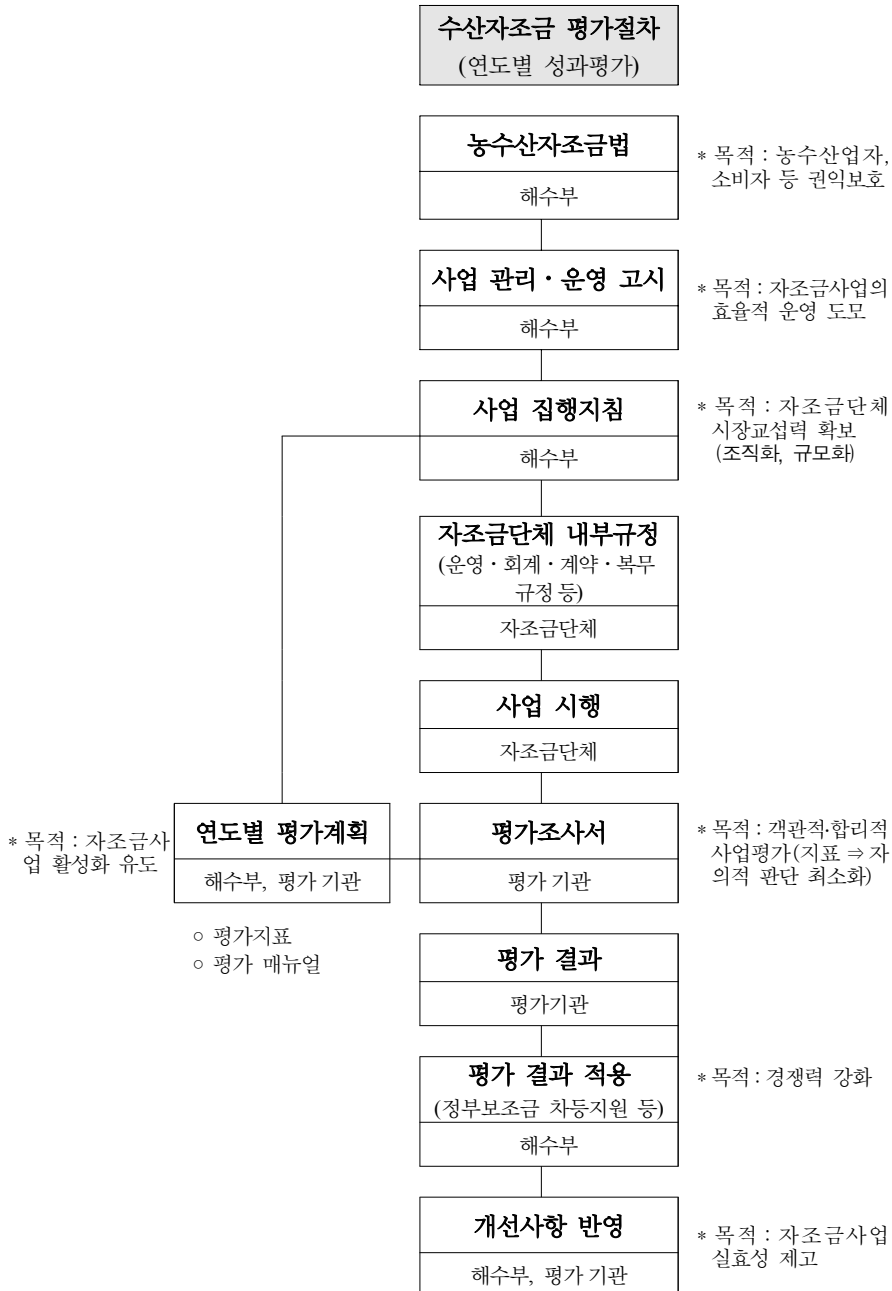 수산자조금 평가절차
(연도별 성과평가)
농수산자조금법
해수부
* 목적 : 농수산업자,
소비자 등 권익보호
사업 관리·운영 고시
해수부
* 목적 : 자조금사업의
효율적 운영 도모
사업 집행지침
해수부
* 목적 : 자조금단체
시장교섭력 확보
(조직화, 규모화)
자조금단체 내부규정
(운영·회계·계약·복무
규정 등)
자조금단체
사업 시행
자조금단체
* 목적 : 자조금사
업 활성화 유도
연도별 평가계획
해수부, 평가 기관
○ 평가지표
○ 평가 매뉴얼
평가조사서
평가 기관
* 목적 : 객관적·합리적
사업평가(지표 ⇒ 자
의적 판단 최소화)
평가 결과
평가기관
평가 결과 적용
(정부보조금 차등지원 등)
해수부
* 목적 : 경쟁력 강화
개선사항 반영
해수부, 평가 기관
* 목적 : 자조금사업
실효성 제고